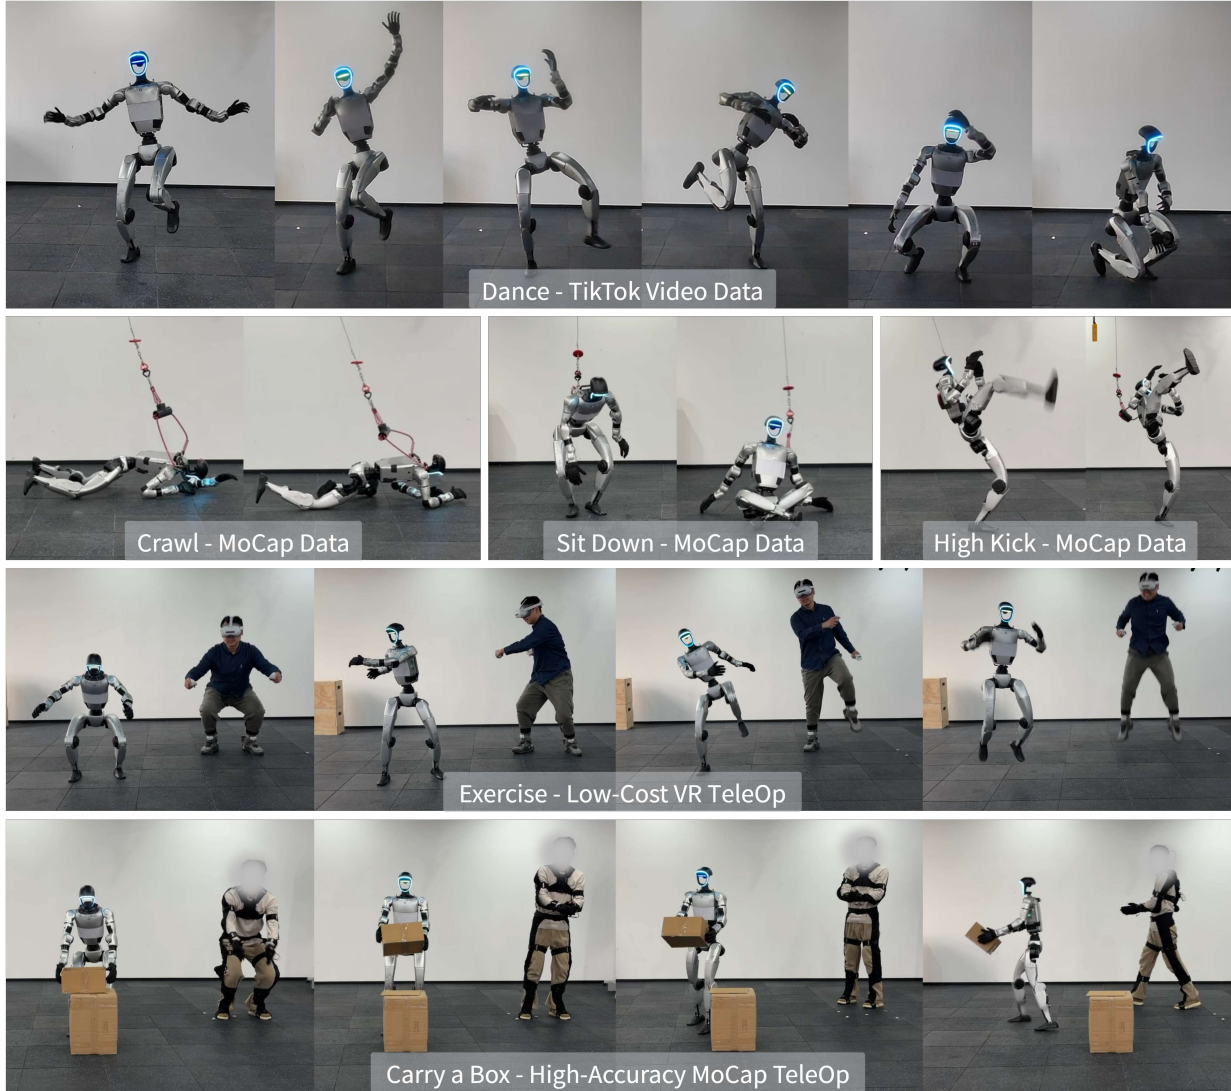 Dance - TikTok Video Data
Crawl - MoCap Data
Sit Down - MoCap Data
High Kick - MoCap Data
Exercise - Low-Cost VR TeleOp
Carry a Box - High-Accuracy MoCap TeleOp